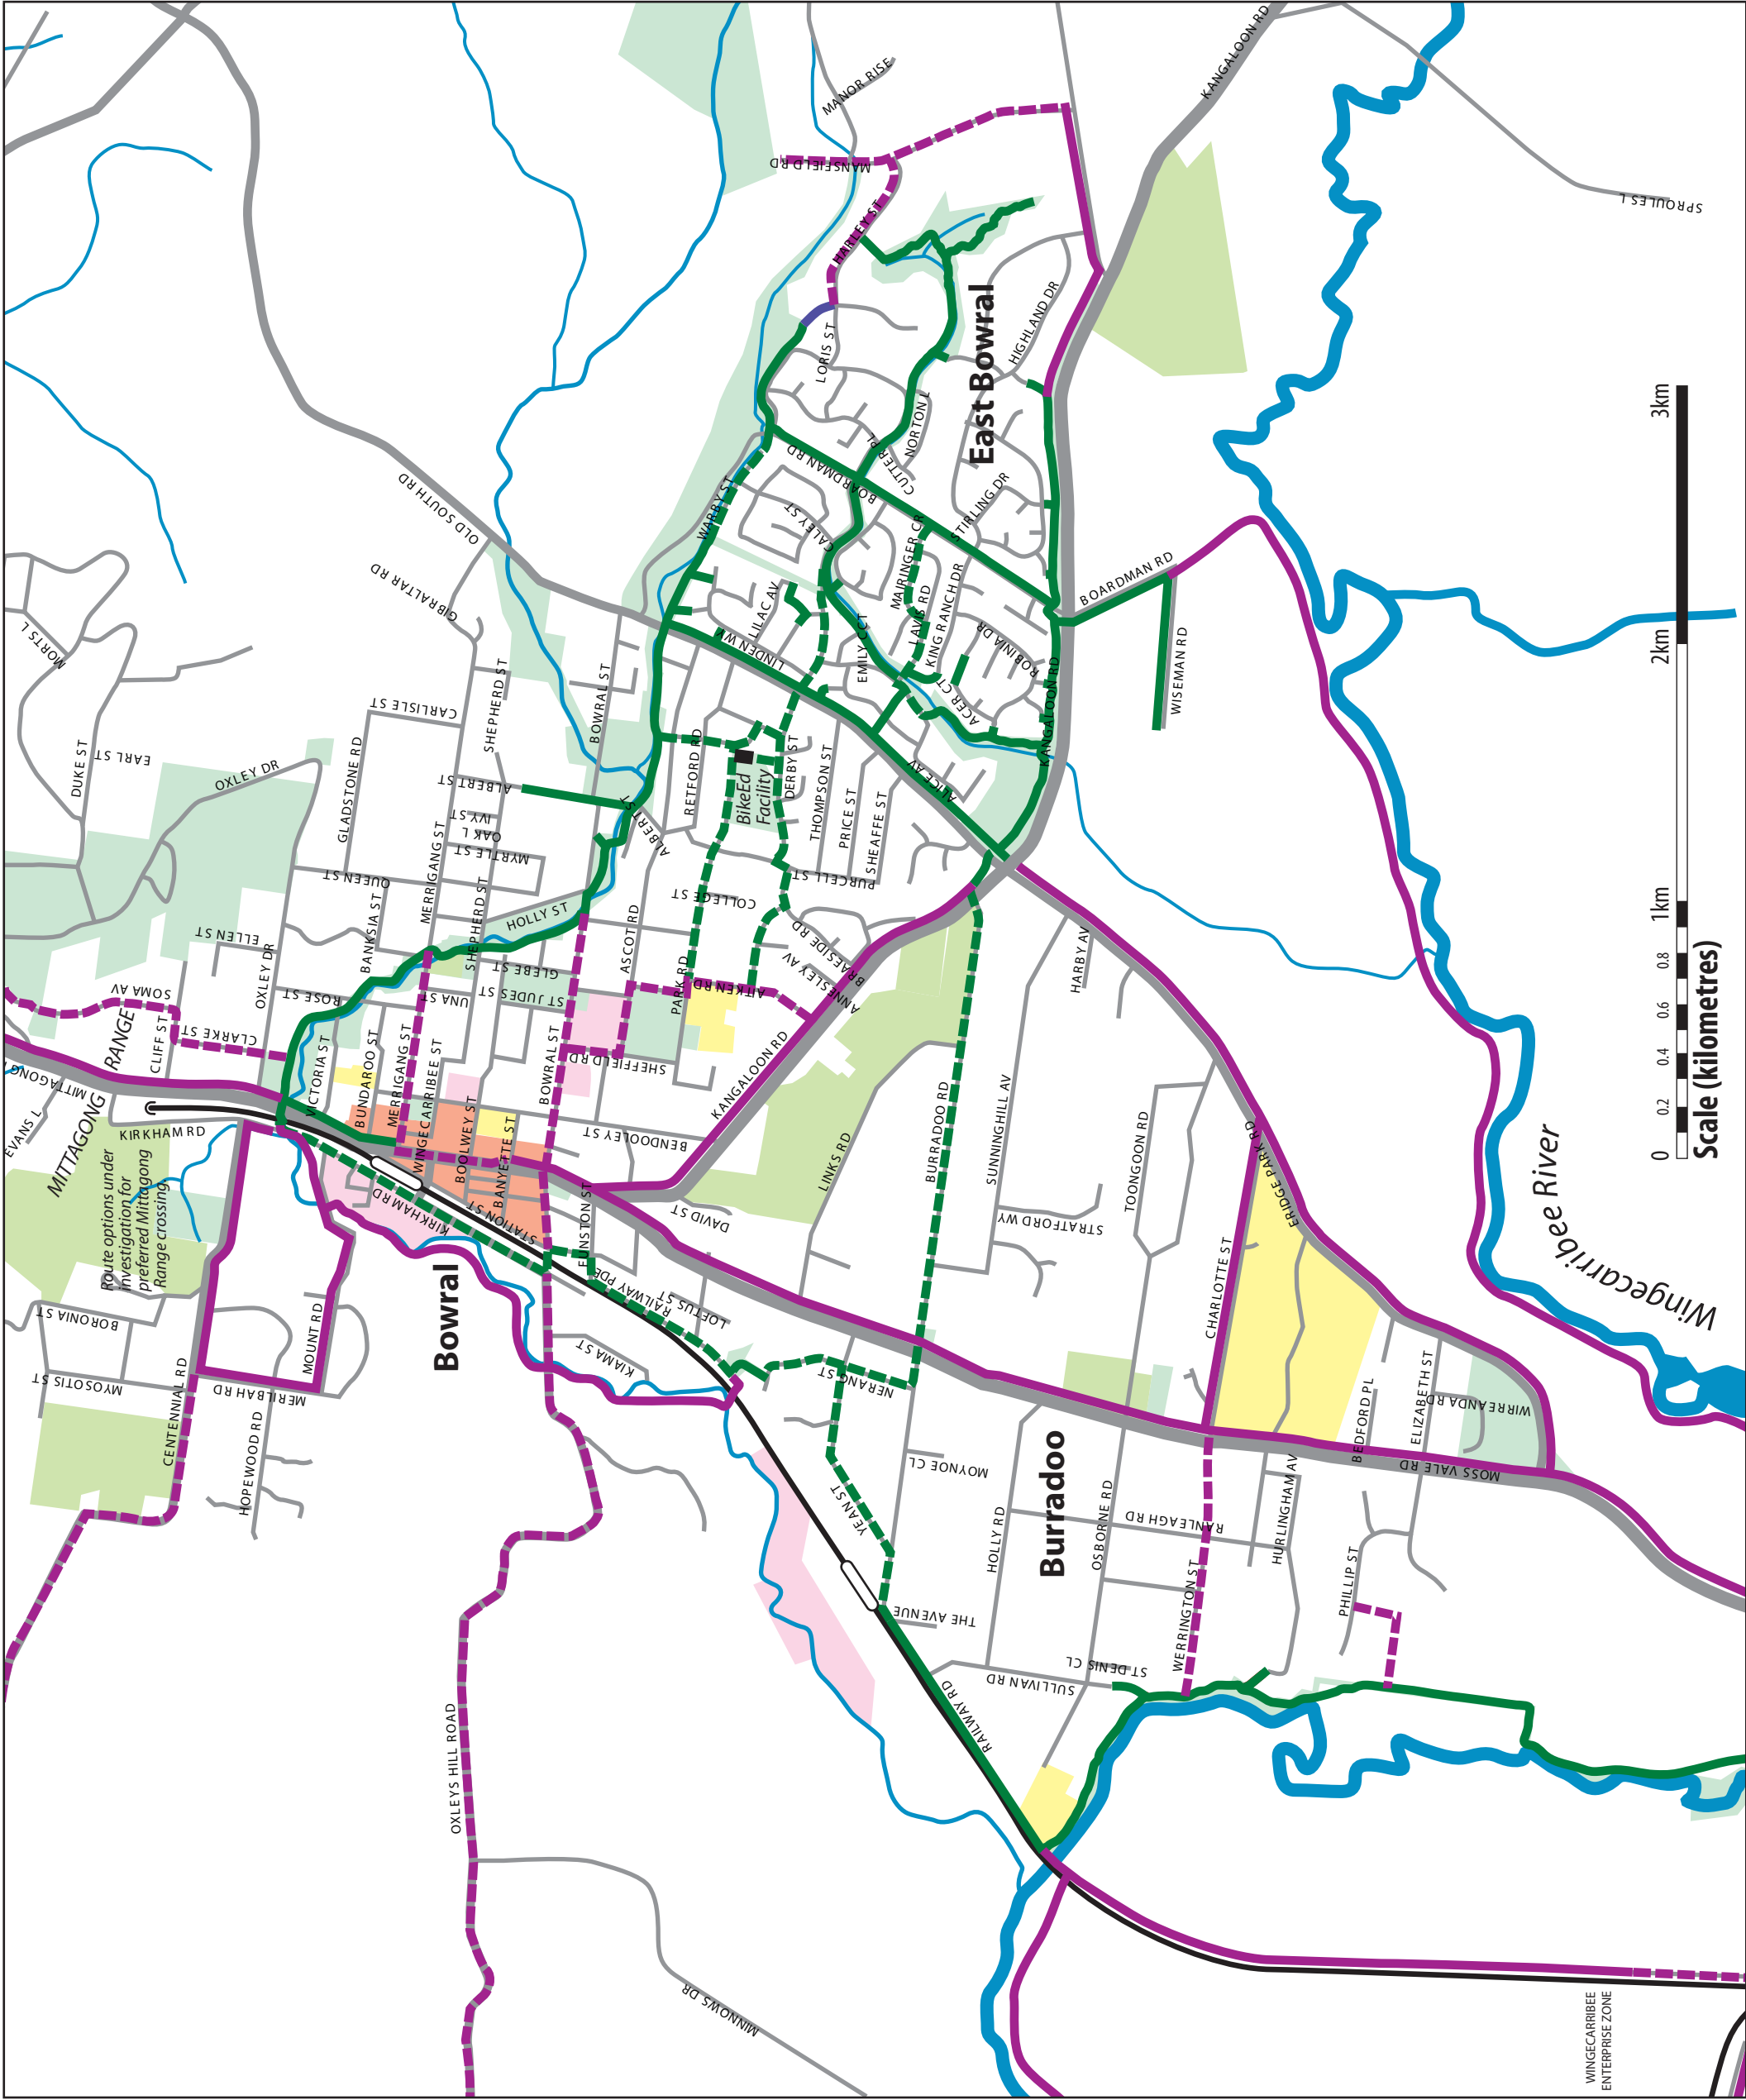 MANOR RISE
KANGALOON RD
SPROULES L
MANSFIELD RD
HARLEY ST
LORIS ST
HIGHLAND DR
East Bowral
NORTON L
CUTTER PL
BOARDMAN RD
BOARDMAN RD
STIRLING DR
OLD SOUTH RD
GIBRALTAR RD
WARBY ST
CALEY ST
MAIRINGER CR
LAVIS RD
KING RANCH DR
LILAC AV
LINDEN WY
EMILY CCT
ROBINIA DR
ACER CT
KANGALOON RD
BOARDMAN RD
WISEMAN RD
MORTS L
DUKE ST
EARL ST
OXLEY DR
GLADSTONE RD
CARLISLE ST
SHEPHERD ST
BOWRAL ST
ALBERT ST
ALBERT ST
IVY ST
OAK L
MYRTLE ST
MERRIGANG ST
QUEEN ST
RETFORD RD
BikeEd
Facility
DERBY ST
THOMPSON ST
PRICE ST
SHEAFFE ST
ALICE AV
PURCELL ST
COLLEGE ST
BRAESIDE RD
ANNESLEY AV
ELLEN ST
BANKSIA ST
SHEPHERD ST
HOLLY ST
GLEBE ST
ASCOT RD
PARK RD
AITKEN RD
HARBY AV
SOMA AV
OXLEY DR
ROSE ST
UNA ST
ST JUDES ST
CLIFF ST
CLARKE ST
MITTAGONG RANGE
MITTAGONG
EVANS L
KIRKHAM RD
VICTORIA ST
BUNDAROO ST
MERRIGANG ST
WINGECARRIBEE ST
BOOLWEY ST
BANYETTE ST
BOWRAL ST
SHEFFIELD RD
BENDOOLEY ST
KANGALOON RD
LINKS RD
BURRADOO RD
SUNNINGHILL AV
TOONGOON RD
ERIDGE PARK RD
Route options under
investigation for
preferred Mittagong
Range crossing.
KIRKHAM RD
STATION ST
FUNSTON ST
DAVID ST
STRATFORD WY
CHARLOTTE ST
Bowral
RAILWAY PDE
LOFTUS ST
KIAMA ST
NERANG ST
BORONIA ST
MYOSOTIS ST
CENTENNIAL RD
MOUNT RD
MERILBAH RD
HOPEWOOD RD
YEAN ST
MOYNOE CL
Burradoo
HOLLY RD
OSBORNE RD
RANLEAGH RD
HURLINGHAM AV
BEDFORD PL
ELIZABETH ST
WIRREANDA RD
MOSS VALE RD
PHILLIP ST
WERRINGTON ST
ST DENIS CL
SULLIVAN RD
THE AVENUE
RAILWAY RD
OXLEYS HILL ROAD
MINNOWS DR
Wingecarribee River
WINGECARRIBEE
ENTERPRISE ZONE
0 0.2 0.4 0.6 0.8 1km 2km 3km
Scale (kilometres)